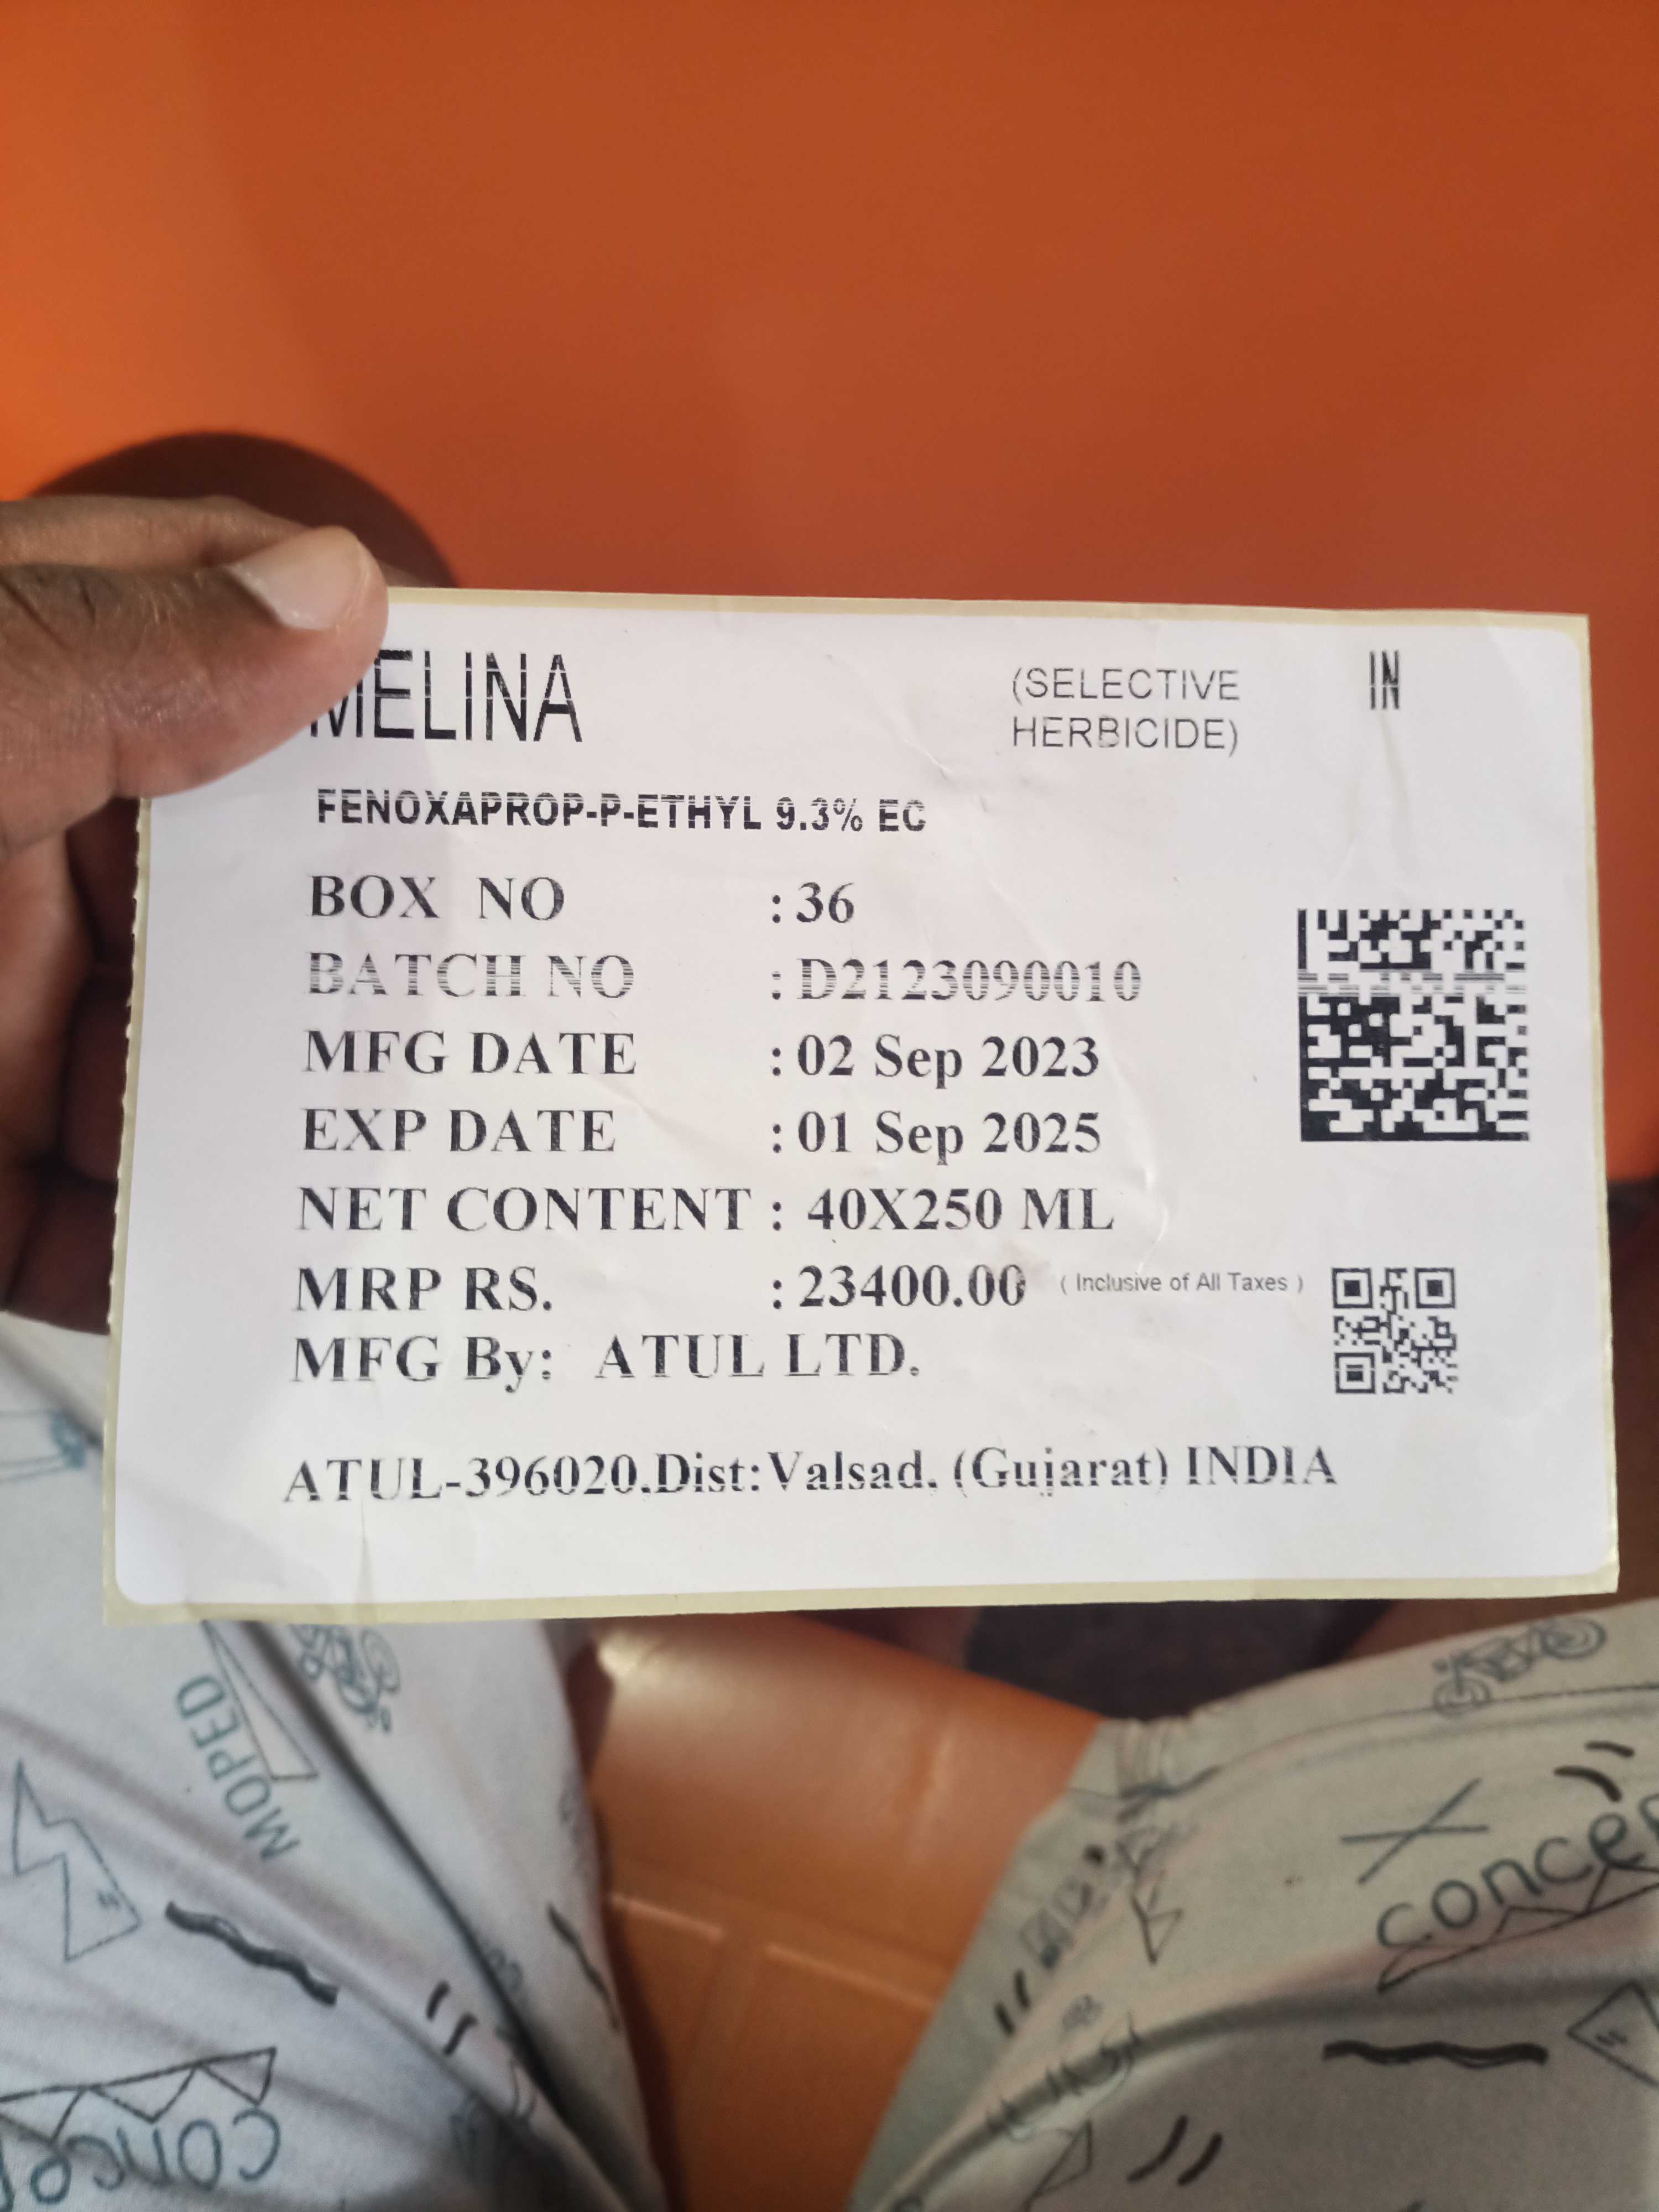 MELINA
(SELECTIVE
HERBICIDE)
IN
FENOXAPROP-P-ETHYL 9.3% EC
BOX NO : 36
BATCH NO : D2123090010
MFG DATE : 02 Sep 2023
EXP DATE : 01 Sep 2025
NET CONTENT : 40X250 ML
MRP RS. : 23400.00 ( Inclusive of All Taxes )
MFG By: ATUL LTD.
ATUL-396020.Dist:Valsad. (Gujarat) INDIA
MOPED